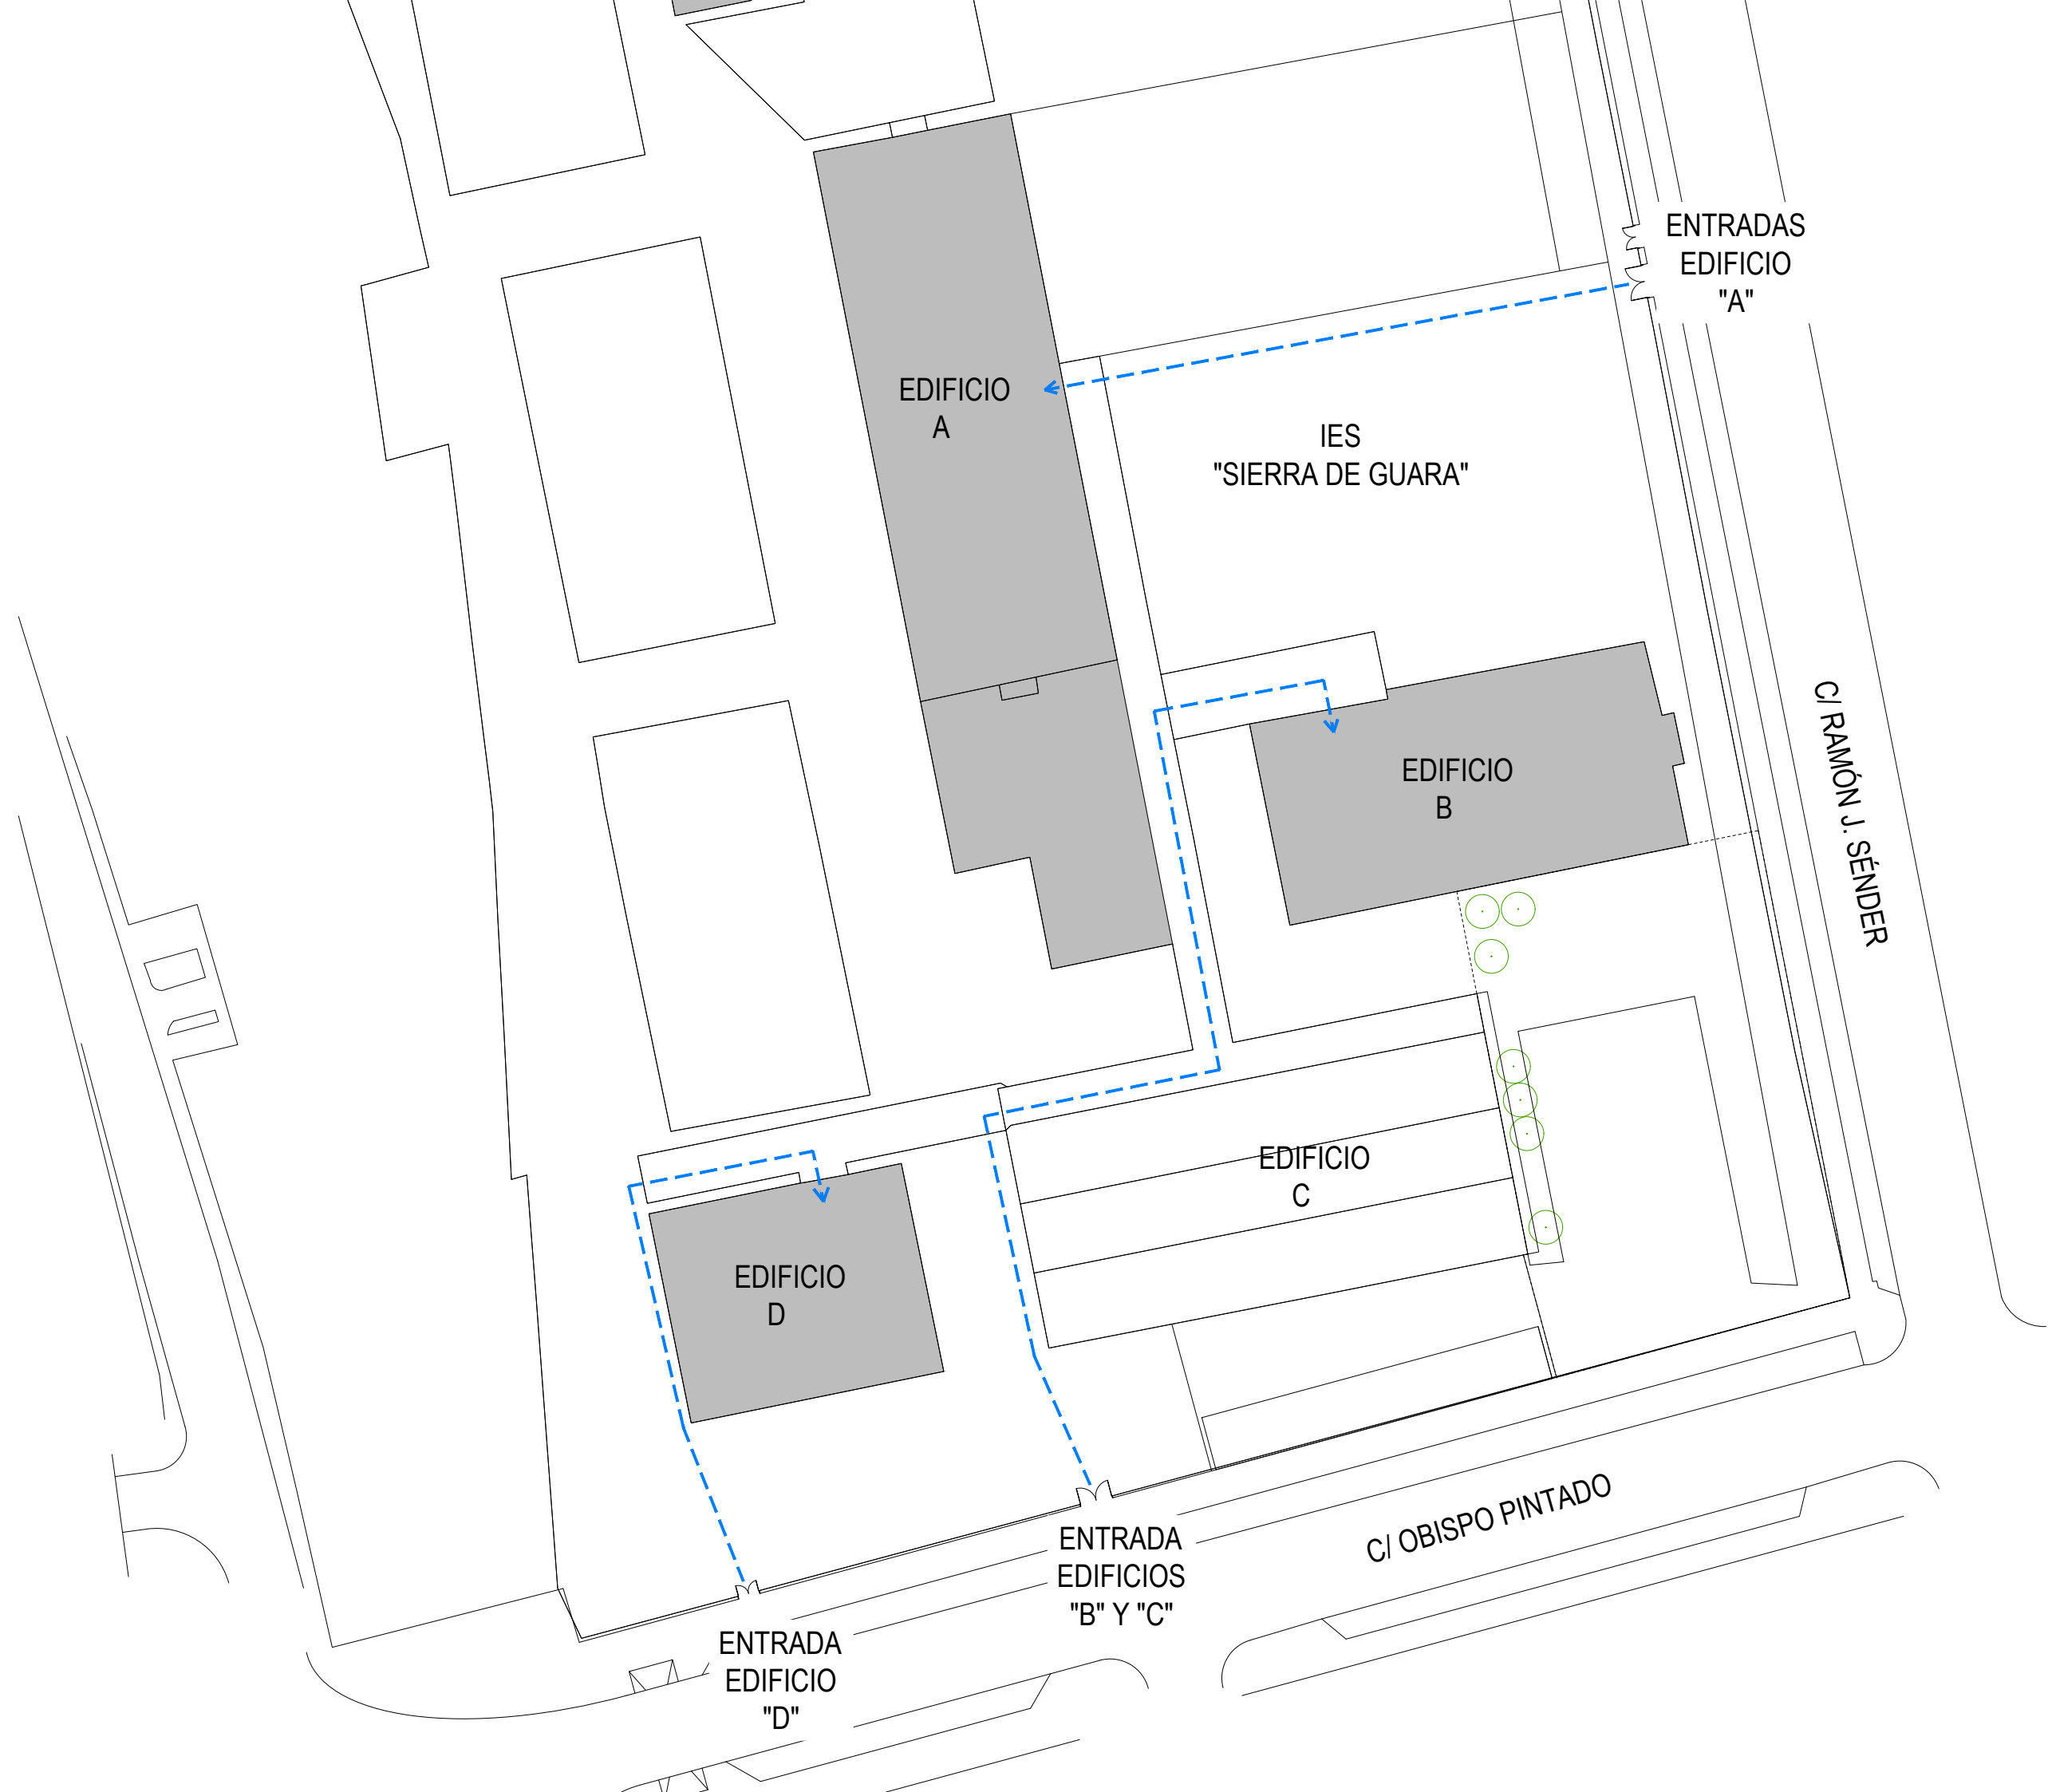 ENTRADAS
EDIFICIO
"A"
EDIFICIO
A
IES
"SIERRA DE GUARA"
EDIFICIO
B
C/ RAMÓN J. SÉNDER
EDIFICIO
C
EDIFICIO
D
C/ OBISPO PINTADO
ENTRADA
EDIFICIOS
"B" Y "C"
ENTRADA
EDIFICIO
"D"